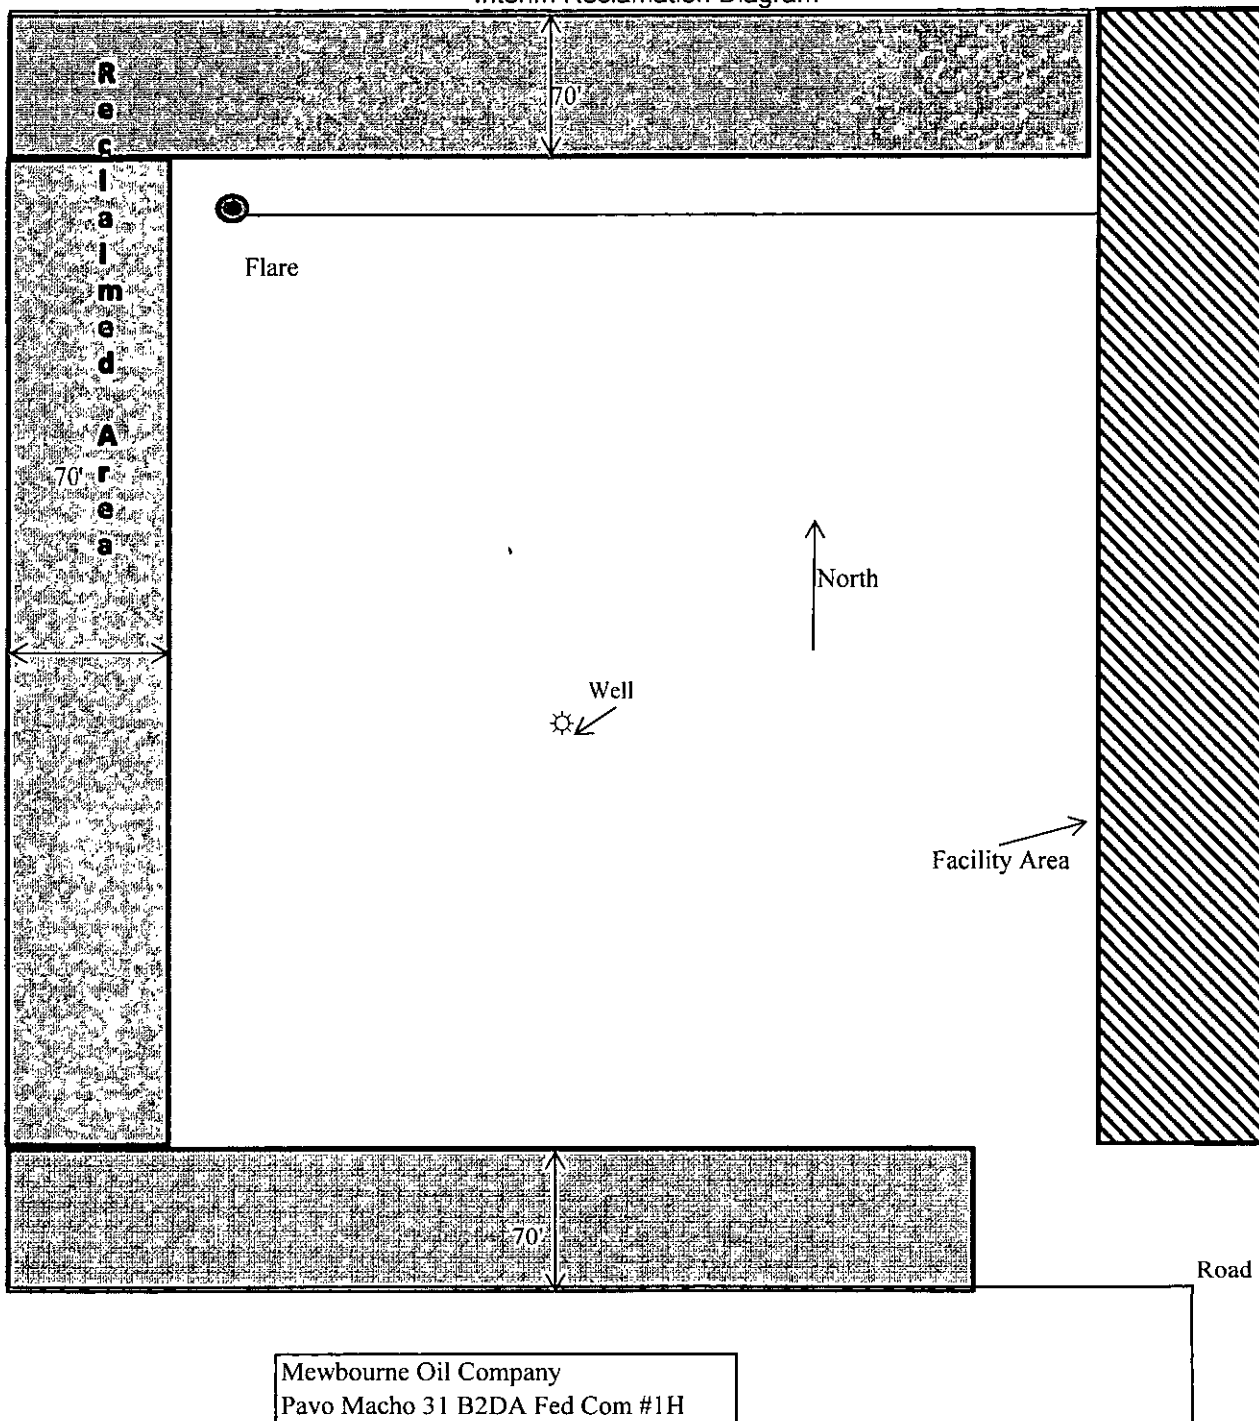 Interim Reclamation Diagram
70'
Reclaimed Area
Flare
70'
North
Well
Facility Area
70'
Road
Mewbourne Oil Company
Pavo Macho 31 B2DA Fed Com #1H